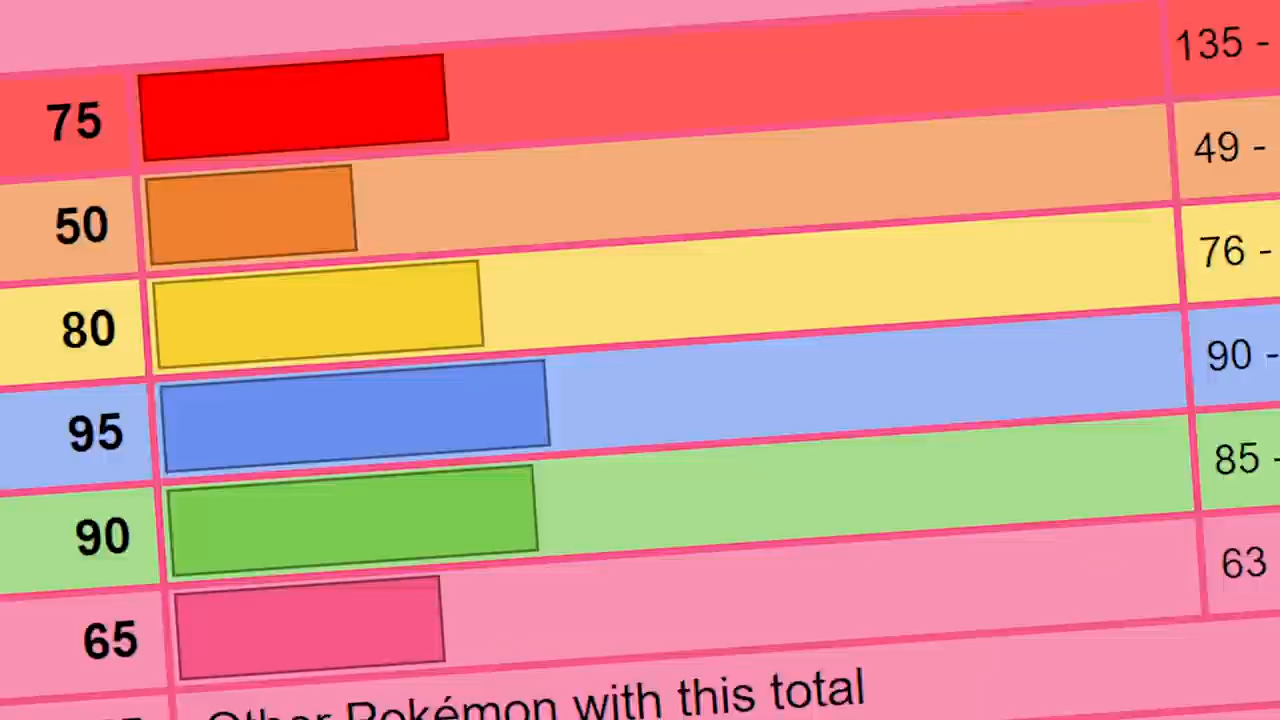 75 135 -
50 49 -
80 76 -
95 90 -
90 85 -
65 63
Other Pokémon with this total